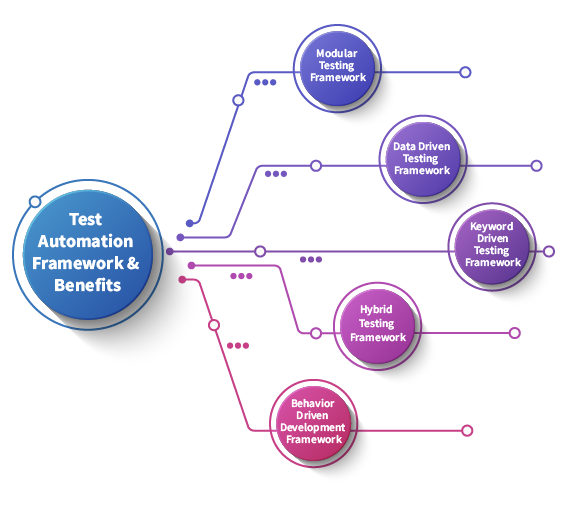 Modular
Testing
Framework
Data Driven
Testing
Framework
Test
Automation
Framework &
Benefits
Keyword
Driven
Testing
Framework
Hybrid
Testing
Framework
Behavior
Driven
Development
Framework